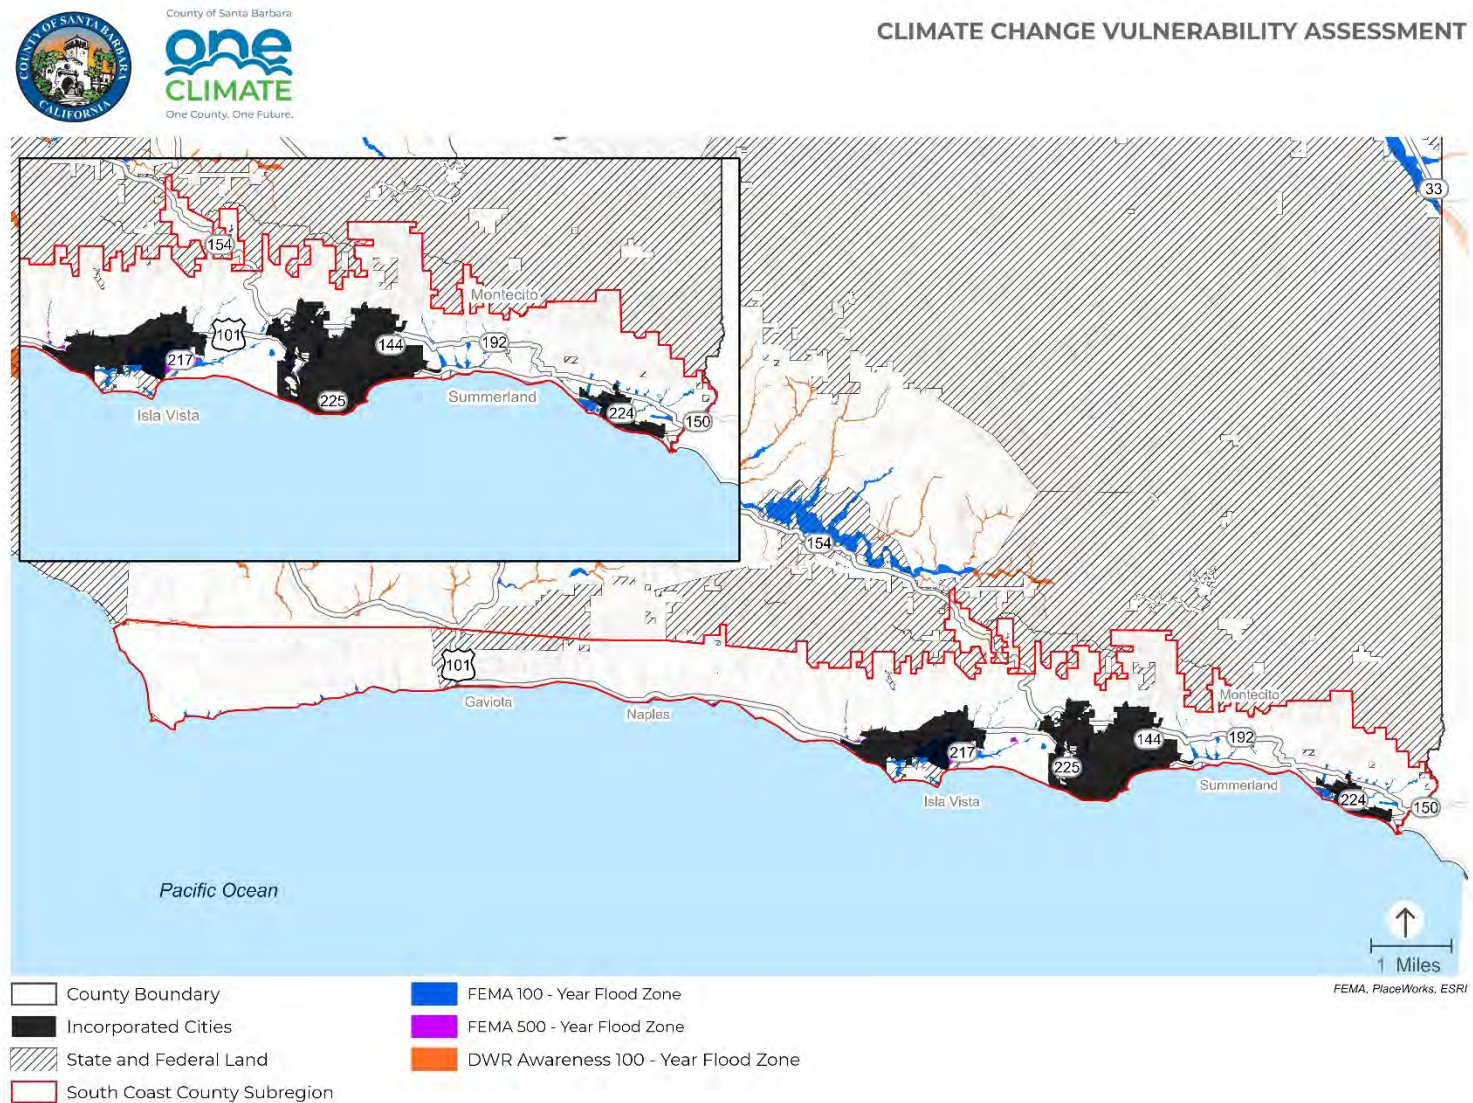 County of Santa Barbara
one
CLIMATE
One County. One Future.
COUNTY OF SANTA BARBARA
CALIFORNIA
CLIMATE CHANGE VULNERABILITY ASSESSMENT
33
154
Montecito
101
192
144
217
Summerland
225
Isla Vista
224
150
154
101
Gaviota
Naples
Montecito
192
144
217
225
Summerland
Isla Vista
224
150
Pacific Ocean
1 Miles
FEMA, PlaceWorks, ESRI
County Boundary
Incorporated Cities
State and Federal Land
South Coast County Subregion
FEMA 100 - Year Flood Zone
FEMA 500 - Year Flood Zone
DWR Awareness 100 - Year Flood Zone